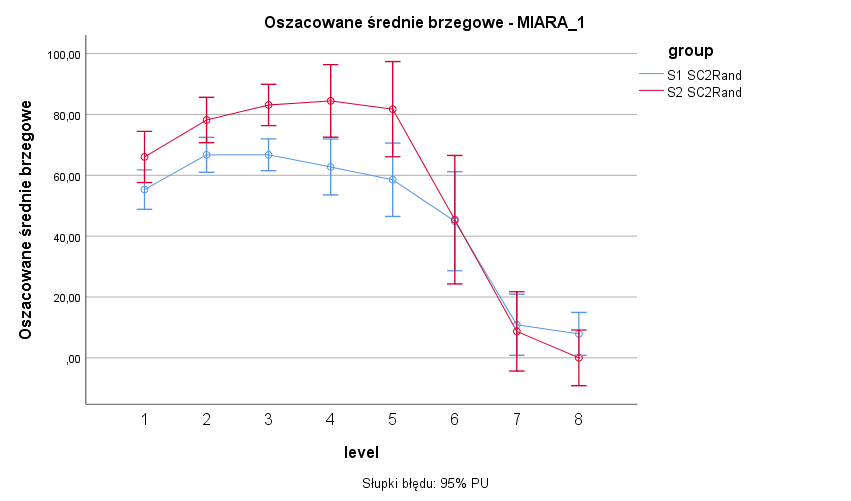 Oszacowane średnie brzegowe - MIARA_1
group
S1 SC2Rand
S2 SC2Rand
Oszacowane średnie brzegowe
100,00
80,00
60,00
40,00
20,00
,00
1 2 3 4 5 6 7 8
level
Słupki błędu: 95% PU